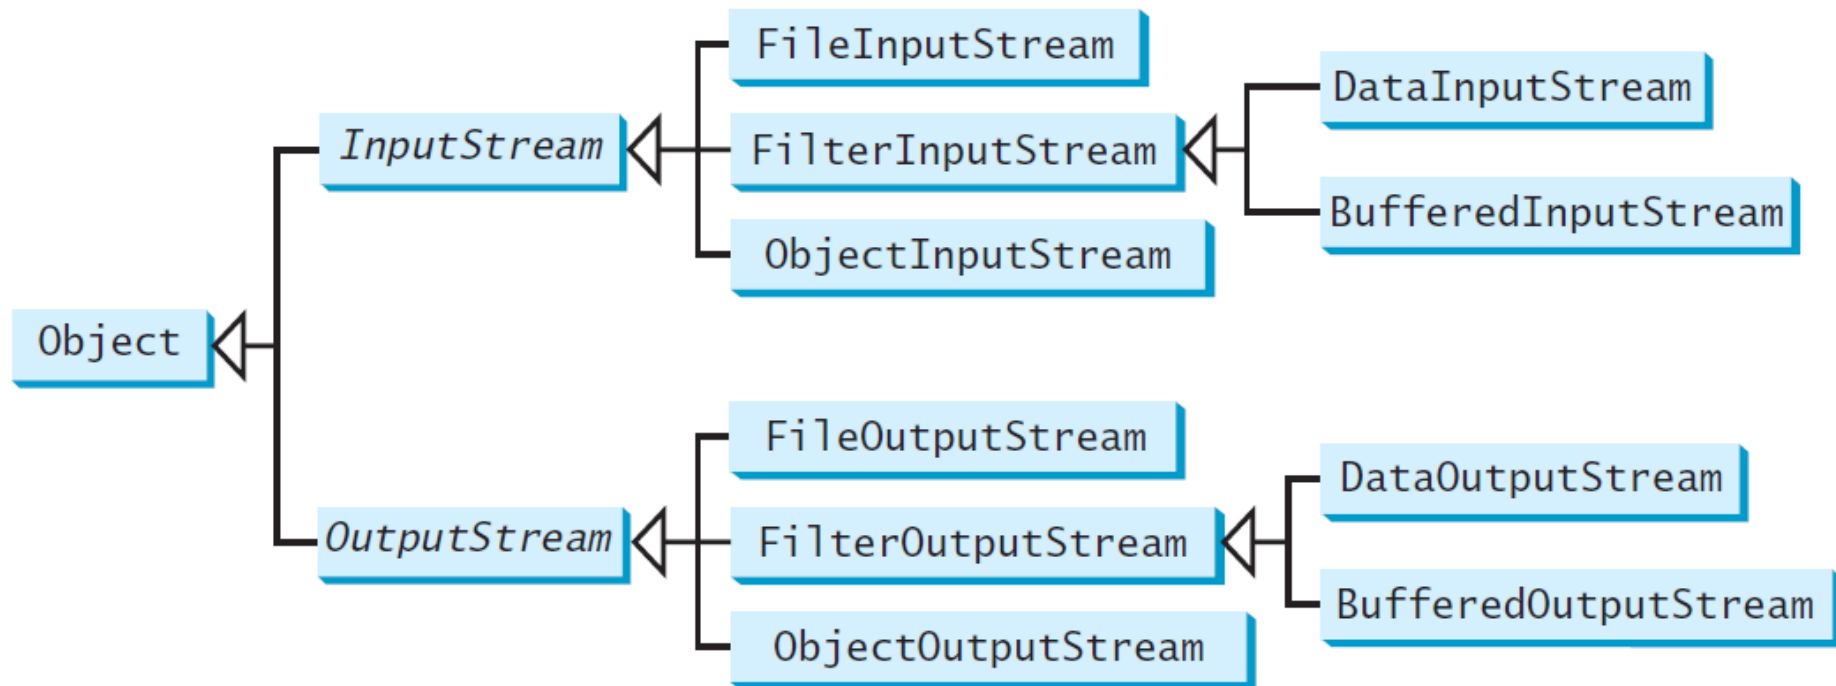 FileInputStream
DataInputStream
InputStream
FilterInputStream
BufferedInputStream
ObjectInputStream
Object
FileOutputStream
DataOutputStream
OutputStream
FilterOutputStream
BufferedOutputStream
ObjectOutputStream